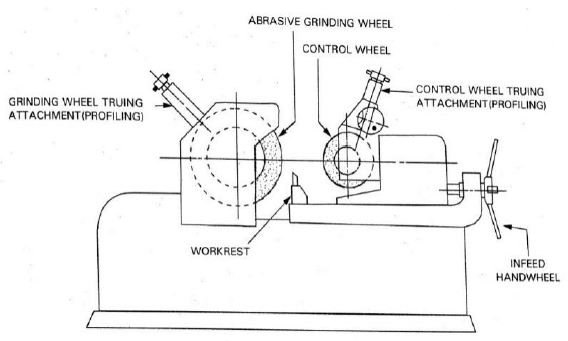 ABRASIVE GRINDING WHEEL
CONTROL WHEEL
GRINDING WHEEL TRUING
ATTACHMENT(PROFILING)
CONTROL WHEEL TRUING
ATTACHMENT(PROFILING)
WORKREST
INFEED
HANDWHEEL